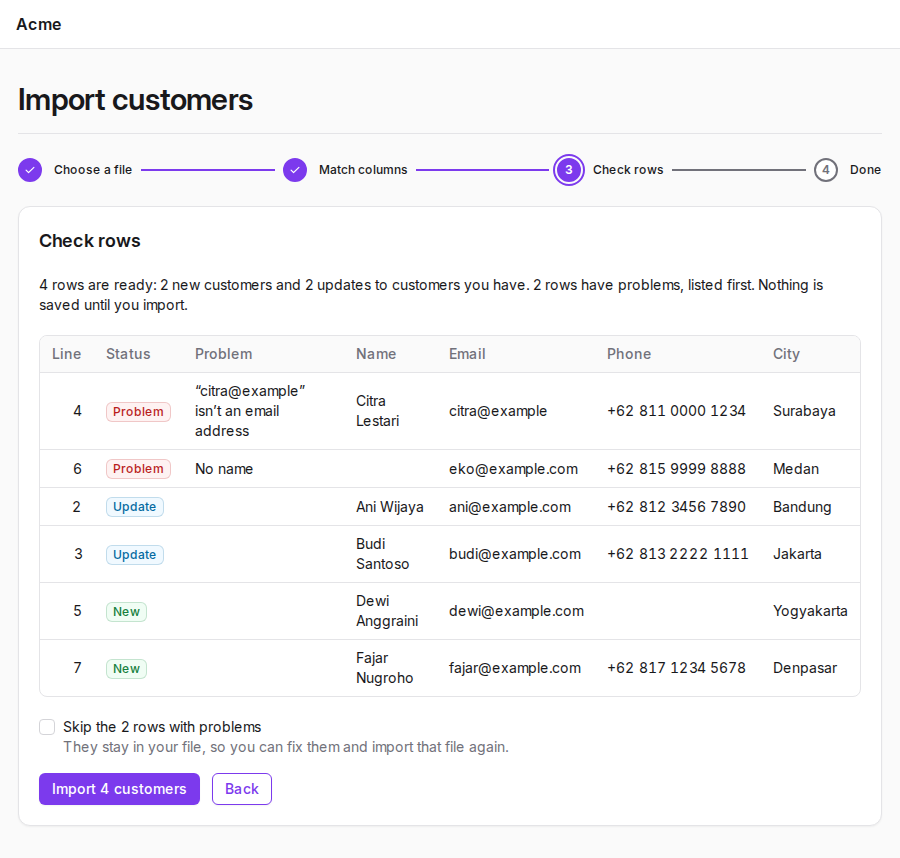 Acme
Import customers
Choose a file
Match columns
3 Check rows
4 Done
Check rows
4 rows are ready: 2 new customers and 2 updates to customers you have. 2 rows have problems, listed first. Nothing is
saved until you import.
Line Status Problem Name Email Phone City
4 Problem “citra@example” isn’t an email address Citra Lestari citra@example +62 811 0000 1234 Surabaya
6 Problem No name eko@example.com +62 815 9999 8888 Medan
2 Update Ani Wijaya ani@example.com +62 812 3456 7890 Bandung
3 Update Budi Santoso budi@example.com +62 813 2222 1111 Jakarta
5 New Dewi Anggraini dewi@example.com Yogyakarta
7 New Fajar Nugroho fajar@example.com +62 817 1234 5678 Denpasar
Skip the 2 rows with problems
They stay in your file, so you can fix them and import that file again.
Import 4 customers
Back